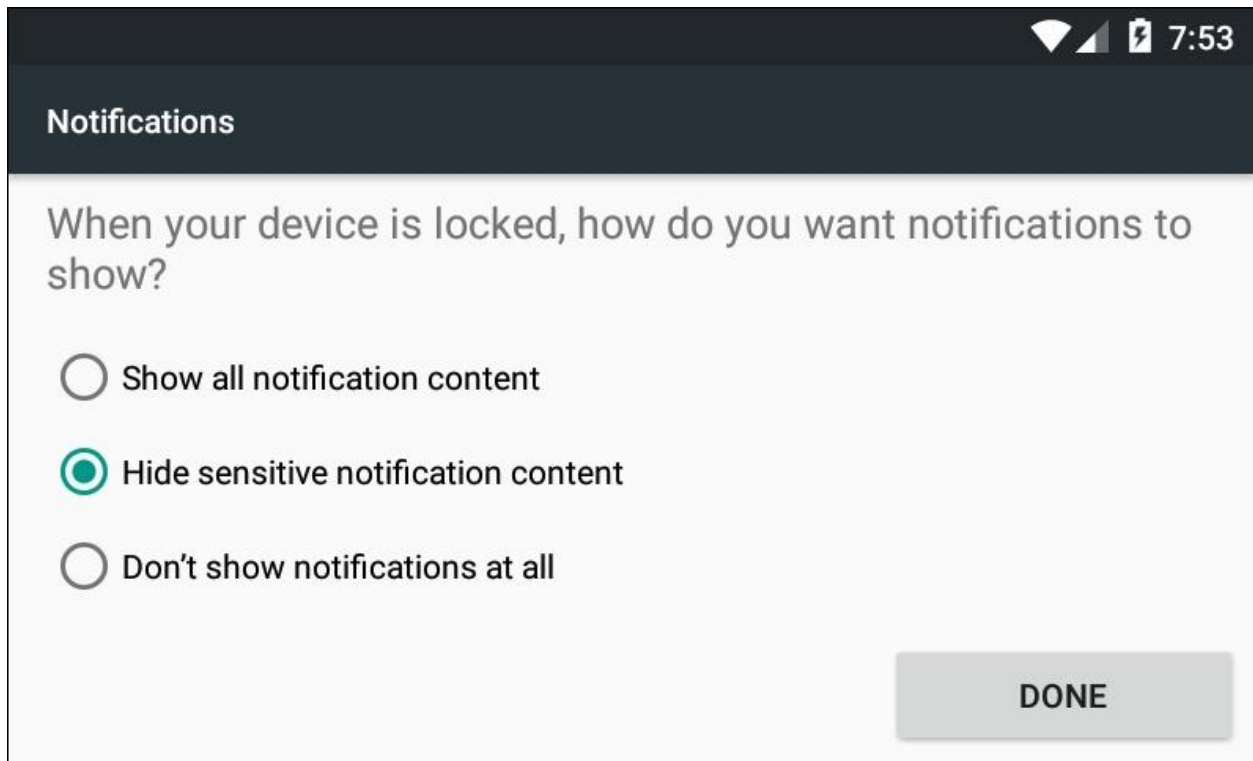 7:53
Notifications
When your device is locked, how do you want notifications to
show?
Show all notification content
Hide sensitive notification content
Don’t show notifications at all
DONE